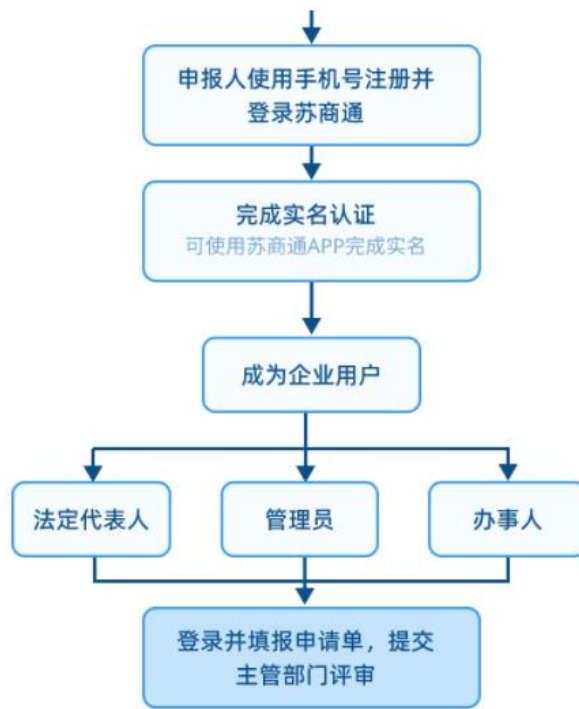 申报人使用手机号注册并
登录苏商通
完成实名认证
可使用苏商通APP完成实名
成为企业用户
法定代表人
管理员
办事人
登录并填报申请单，提交
主管部门评审